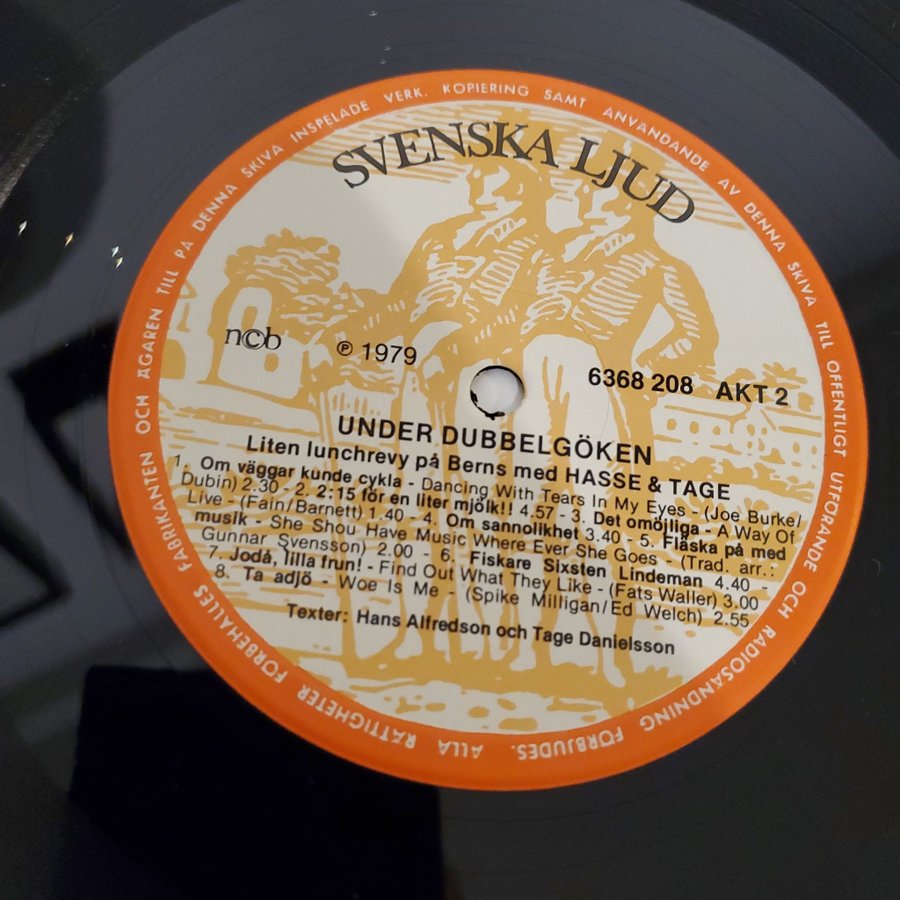 ALLA RÄTTIGHETER FÖRBEHÅLLES FABRIKANTEN OCH ÄGAREN TILL PÅ DENNA SKIVA INSPELADE VERK. KOPIERING SAMT ANVÄNDANDE AV DENNA SKIVA TILL OFFENTLIGT UTFÖRANDE OCH RADIOSÄNDNING FÖRBJUDES.
SVENSKA LJUD
n©b
℗ 1979
6368 208 AKT 2
UNDER DUBBELGÖKEN
Liten lunchrevy på Berns med HASSE & TAGE
1. Om väggar kunde cykla - Dancing With Tears In My Eyes - (Joe Burke/
Dubin) 2.30 - 2. 2:15 för en liter mjölk!! 4.57 - 3. Det omöjliga - A Way Of
Live - (Fain/Barnett) 1.40 - 4. Om sannolikhet 3.40 - 5. Fläska på med
musik - She Shou Have Music Where Ever She Goes - (Trad. arr.:
Gunnar Svensson) 2.00 - 6. Fiskare Sixsten Lindeman 4.40 -
7. Jodå, lilla frun! - Find Out What They Like - (Fats Waller) 3.00
8. Ta adjö - Woe Is Me - (Spike Milligan/Ed Welch) 2.55
Texter: Hans Alfredson och Tage Danielsson